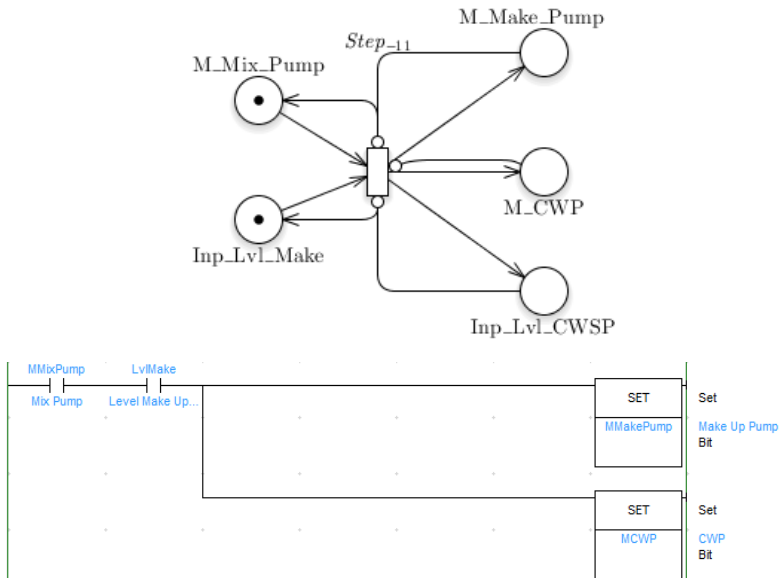 M_Make_Pump
Step_11
M_Mix_Pump
M_CWP
Inp_Lvl_Make
Inp_Lvl_CWSP
MMixPump LvlMake
Mix Pump Level Make Up...
SET Set
MMakePump Make Up Pump
Bit
SET Set
MCWP CWP
Bit